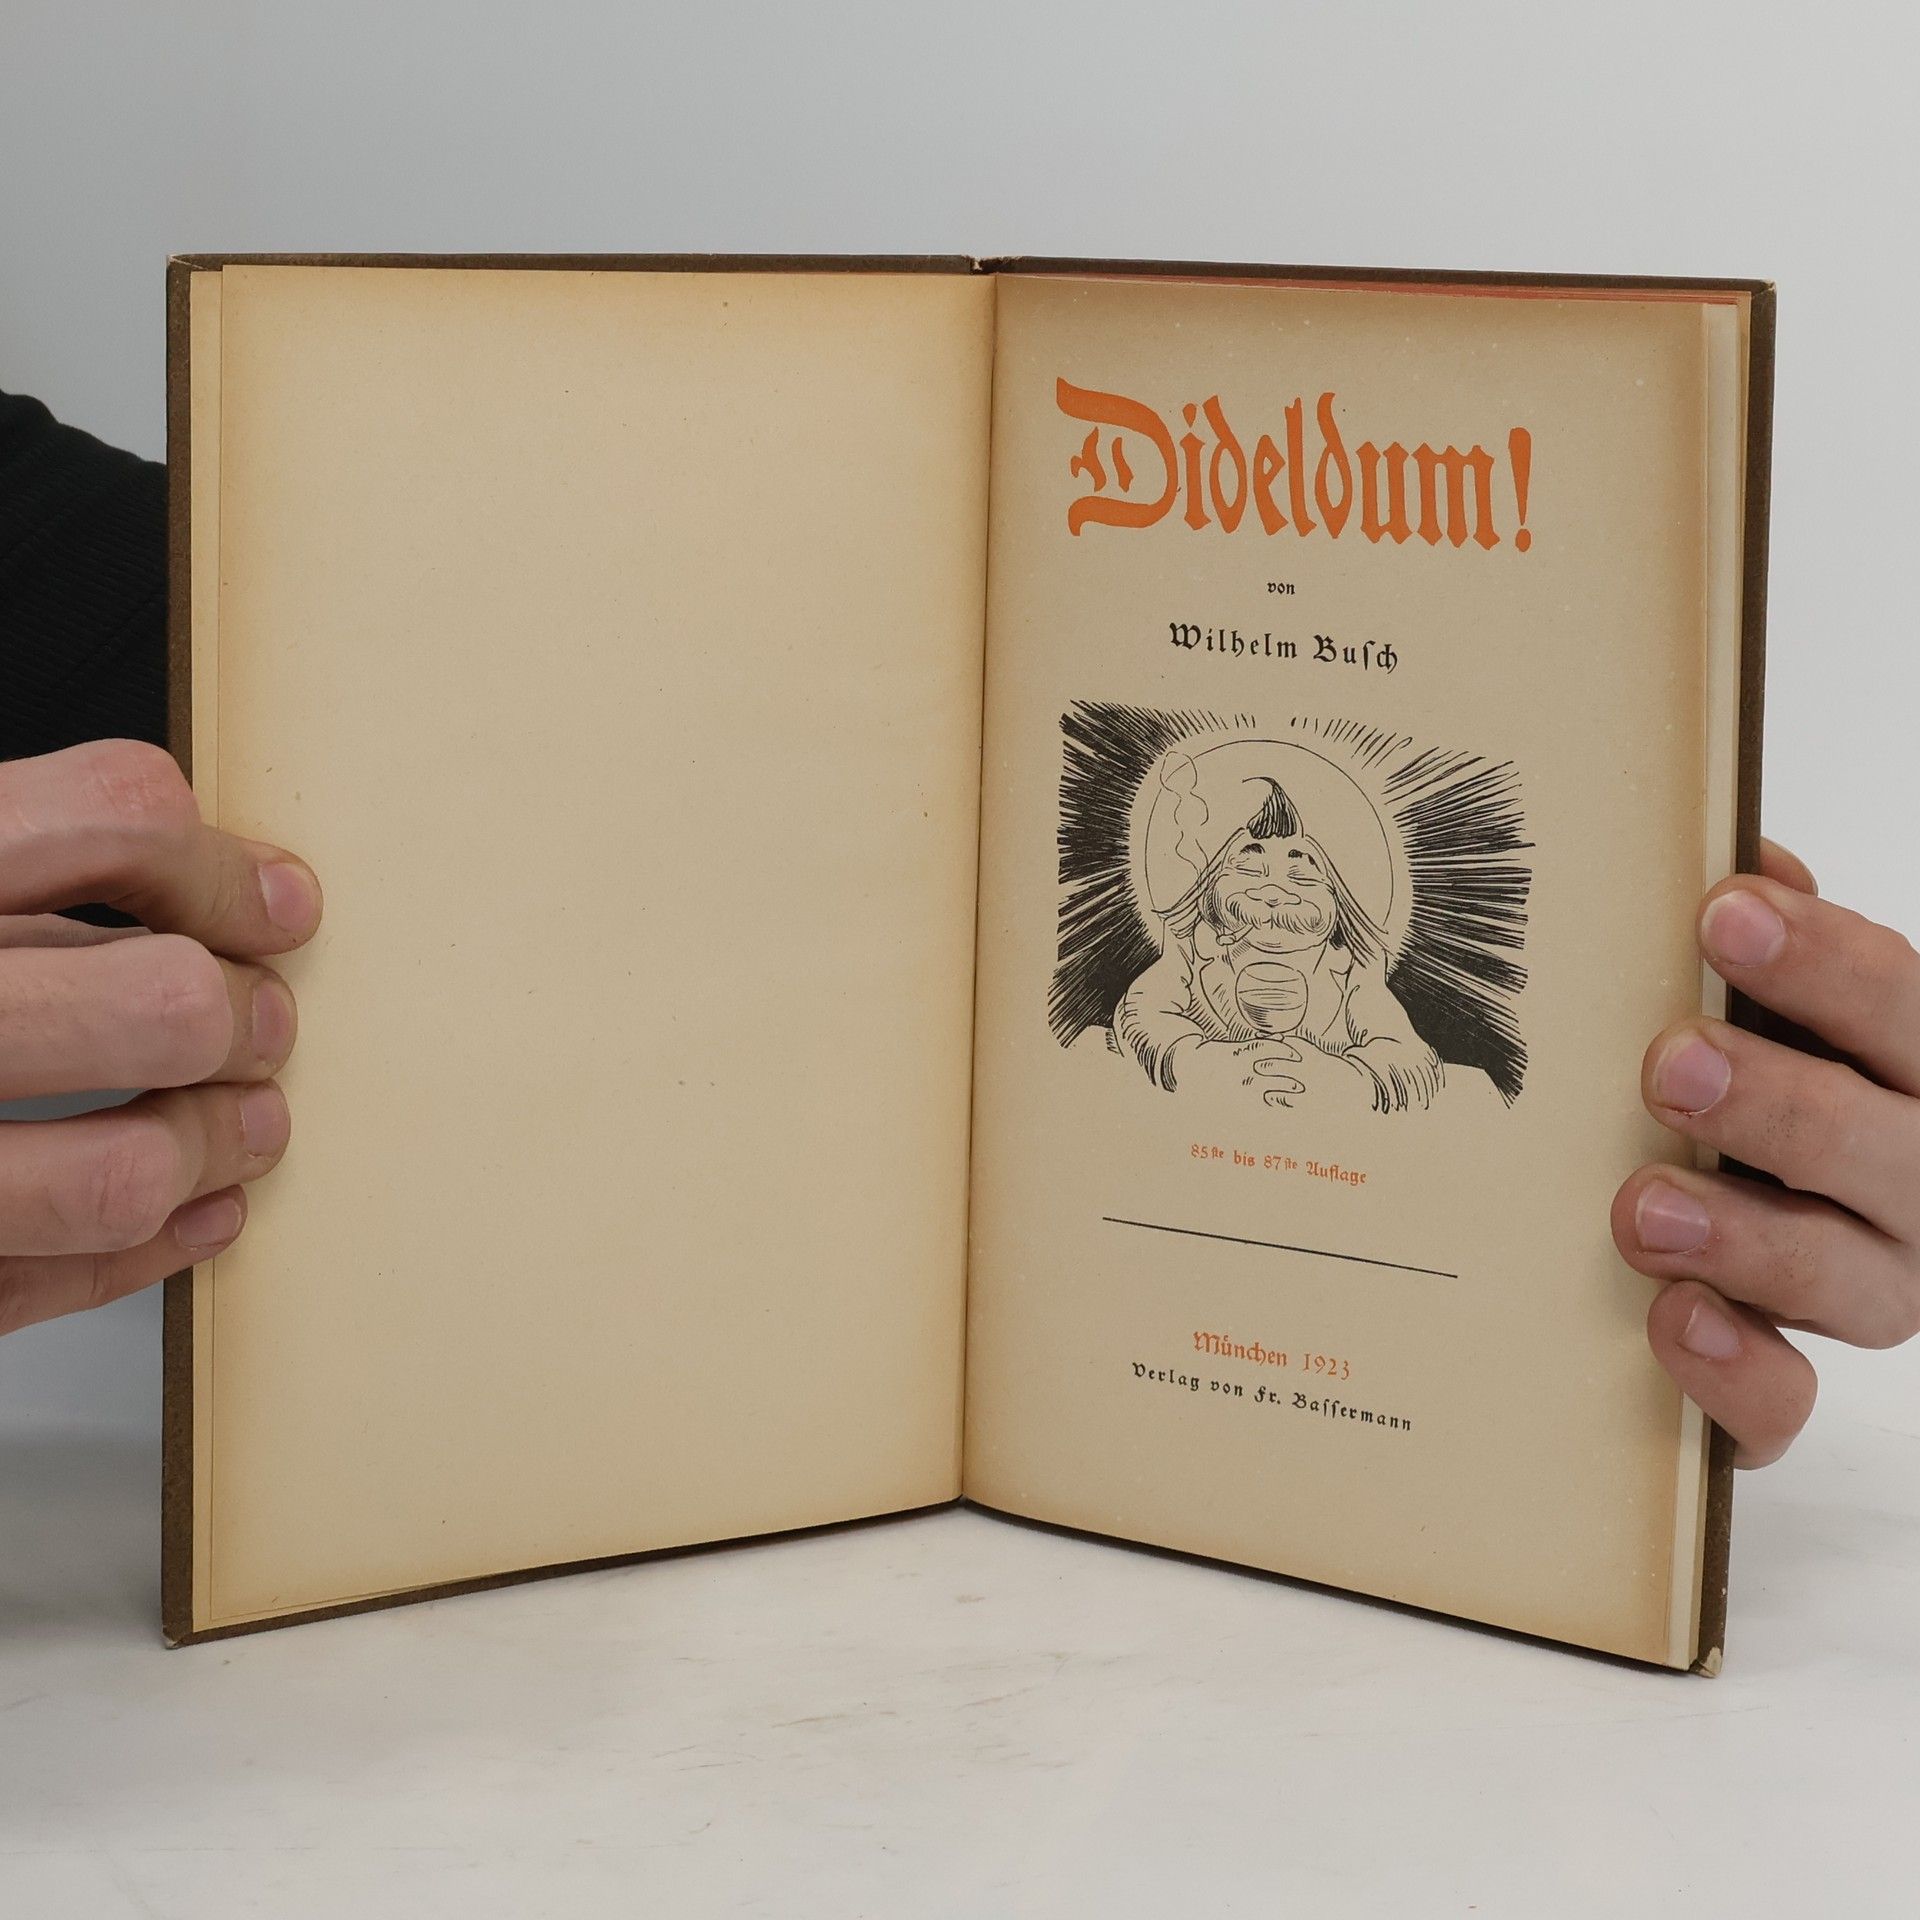 Dideldum!
von
Wilhelm Buſch
85ſte bis 87ſte Auflage
München 1923
Verlag von Fr. Baſſermann